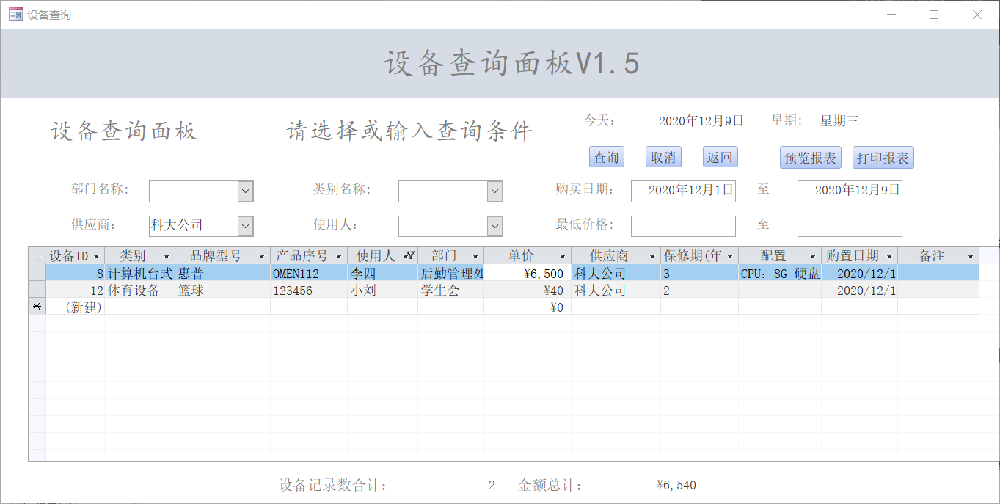 设备查询
设备查询面板V1.5
设备查询面板 请选择或输入查询条件 今天: 2020年12月9日 星期: 星期三
查询 取消 返回 预览报表 打印报表
部门名称: 类别名称: 购买日期: 2020年12月1日 至 2020年12月9日
供应商: 科大公司 使用人: 最低价格: 至
设备ID 类别 品牌型号 产品序号 使用人 部门 单价 供应商 保修期(年 配置 购置日期 备注
8 计算机台式 惠普 OMEN112 李四 后勤管理处 ¥6,500 科大公司 3 CPU: 8G 硬盘 2020/12/1
12 体育设备 篮球 123456 小刘 学生会 ¥40 科大公司 2 2020/12/1
(新建) ¥0
设备记录数合计: 2 金额总计: ¥6,540